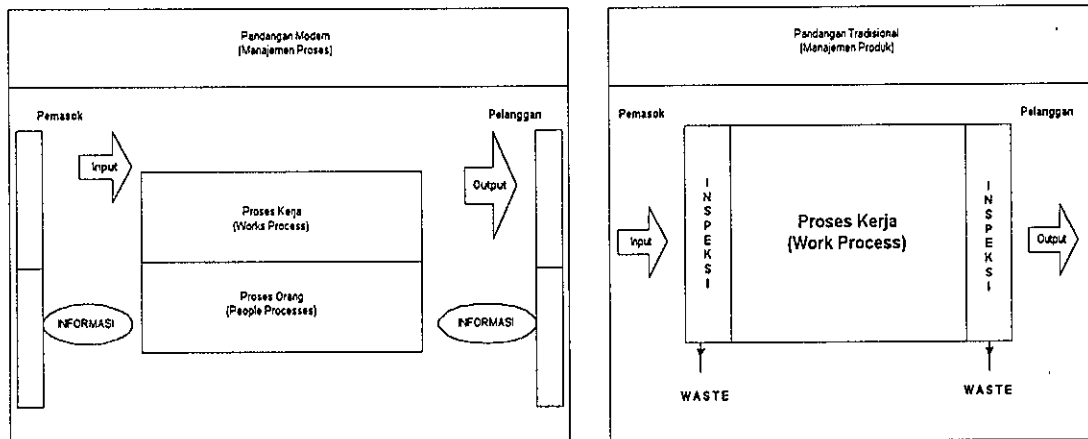 Pandangan Modern
(Manajemen Proses)
Pemasok
Pelanggan
Input
Output
Proses Kerja
(Works Process)
Proses Orang
(People Processes)
INFORMASI
INFORMASI
Pandangan Tradisional
(Manajemen Produk)
Pemasok
Pelanggan
Input
INSPEKSI
Proses Kerja
(Work Process)
INSPEKSI
Output
WASTE
WASTE